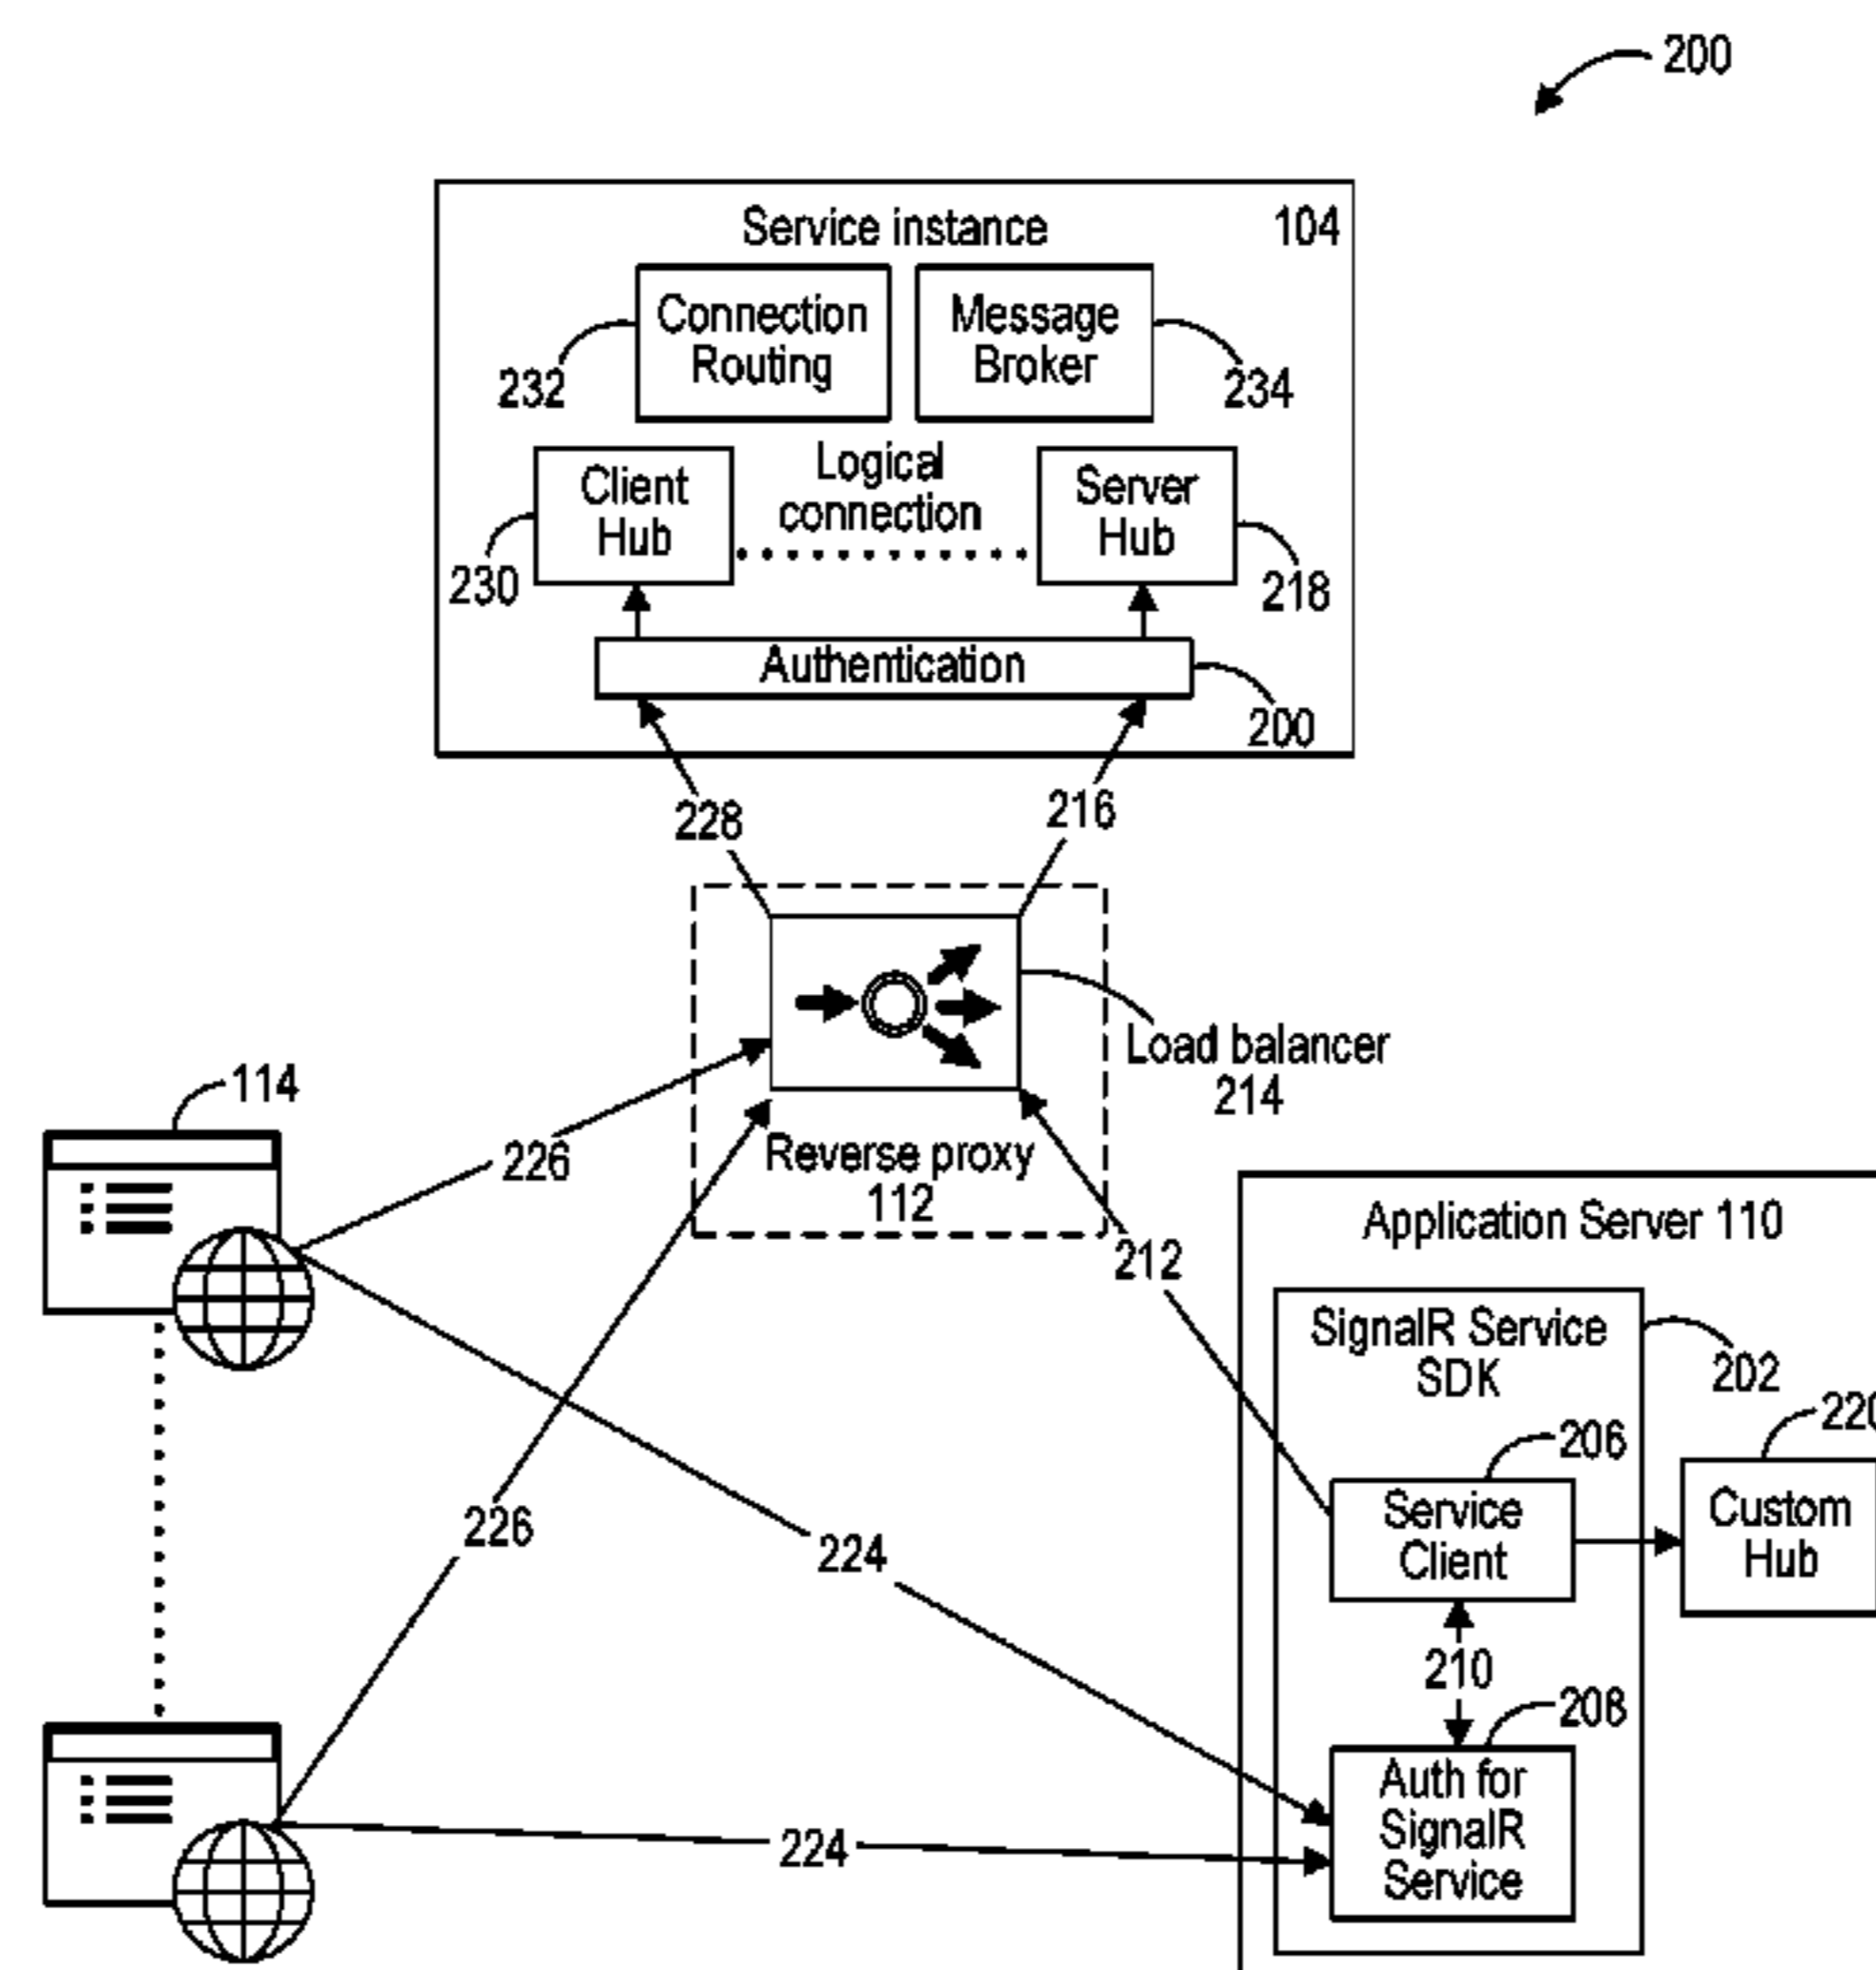 200
Service instance 104
Connection
Routing
232
Message
Broker
234
Client
Hub
230
Logical
connection
Server
Hub
218
Authentication
200
228
216
Load balancer
214
Reverse proxy
112
114
226
226
212
224
224
Application Server 110
SignalR Service
SDK
202
206
Service
Client
220
Custom
Hub
210
208
Auth for
SignalR
Service